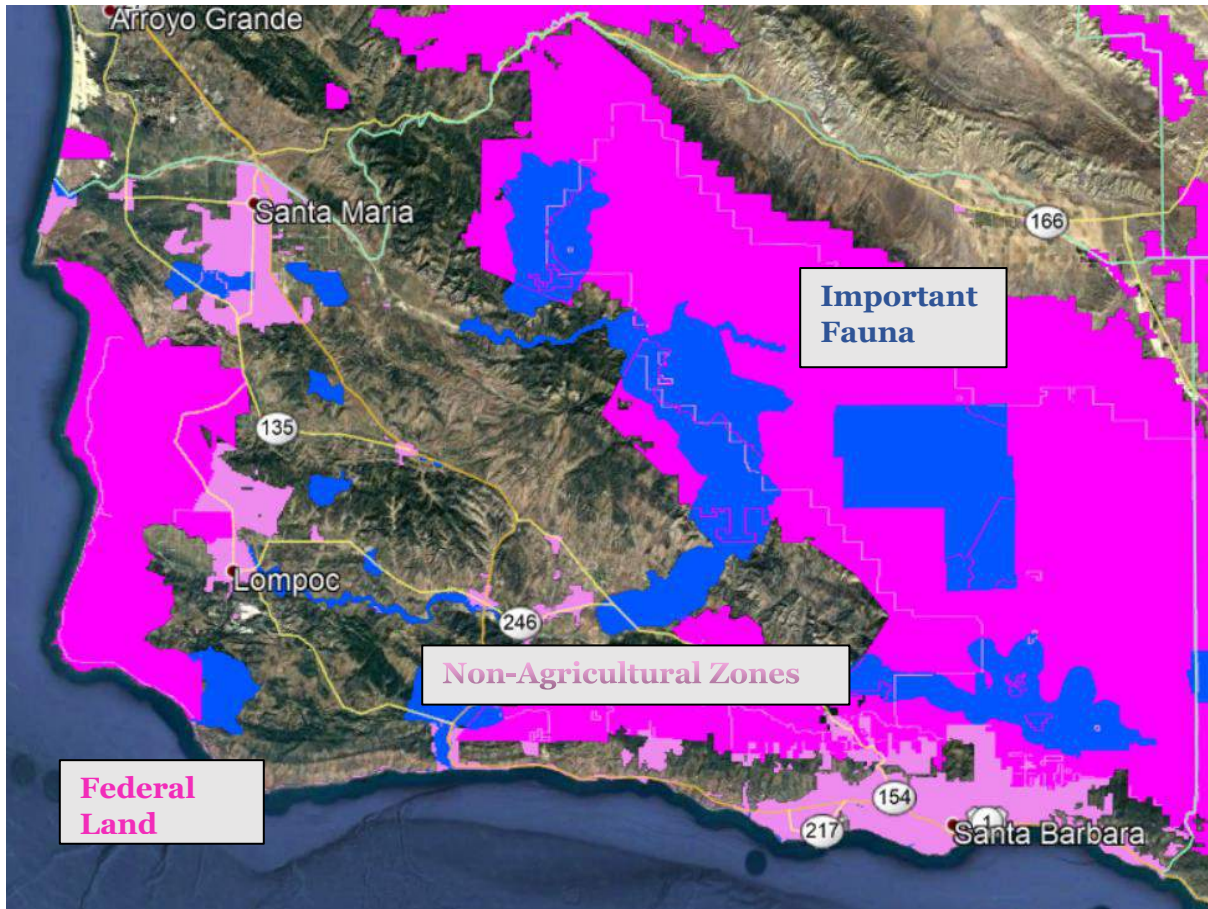 Arroyo Grande
Santa Maria
166
Important
Fauna
135
Lompoc
246
Non-Agricultural Zones
Federal
Land
154
1
217
Santa Barbara